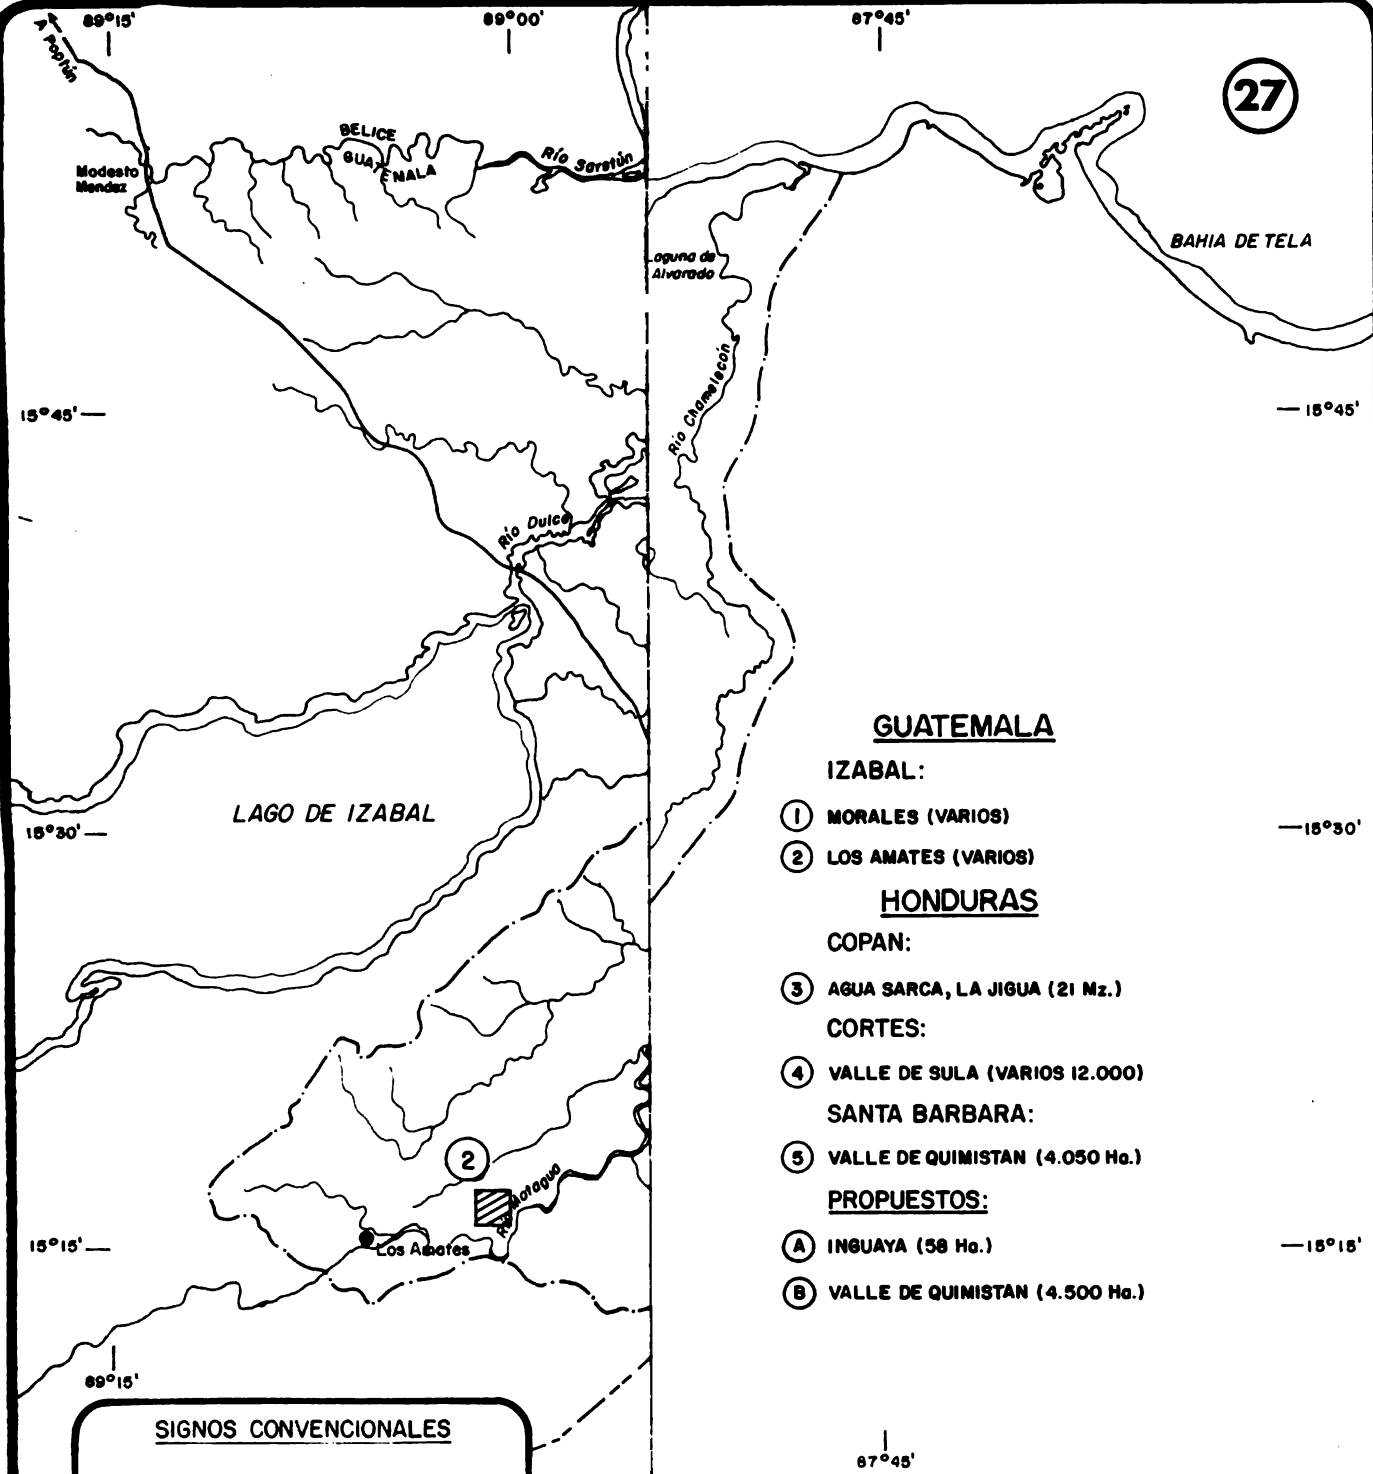 89°15'
89°00'
87°45'
A Poptún
27
BELICE
GUATEMALA
Río Sarstún
Modesto
Mendez
BAHIA DE TELA
Laguna de
Alvarado
Río Chamelecón
15°45'
15°45'
Río Dulce
GUATEMALA
IZABAL:
1 MORALES (VARIOS)
2 LOS AMATES (VARIOS)
LAGO DE IZABAL
15°30'
15°30'
HONDURAS
COPAN:
3 AGUA SARCA, LA JIGUA (21 Mz.)
CORTES:
4 VALLE DE SULA (VARIOS 12.000)
SANTA BARBARA:
5 VALLE DE QUIMISTAN (4.050 Ha.)
PROPUESTOS:
A INGUAYA (58 Ha.)
B VALLE DE QUIMISTAN (4.500 Ha.)
2
Río Motagua
Los Amates
15°15'
15°15'
89°15'
SIGNOS CONVENCIONALES
87°45'